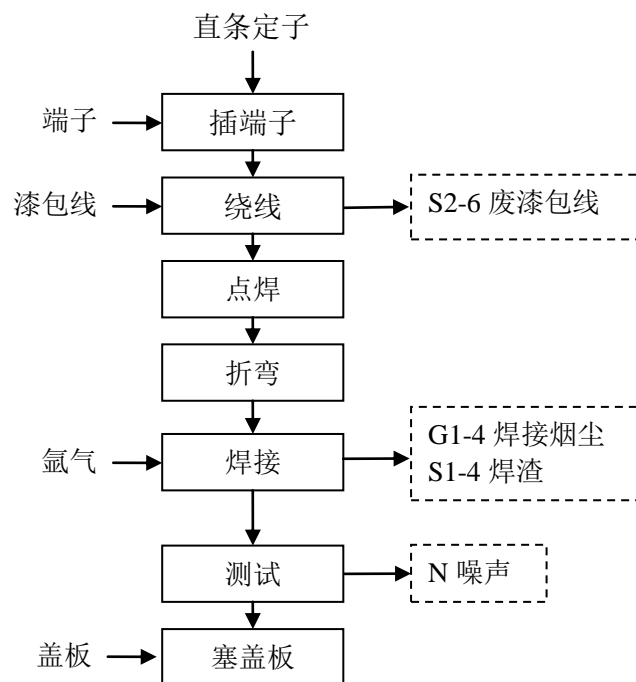 直条定子
端子
插端子
漆包线
绕线
S2-6 废漆包线
点焊
折弯
氩气
焊接
G1-4 焊接烟尘
S1-4 焊渣
测试
N 噪声
盖板
塞盖板